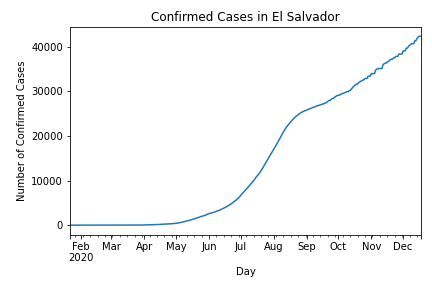 Confirmed Cases in El Salvador
Number of Confirmed Cases
40000
30000
20000
10000
0
Feb Mar Apr May Jun Jul Aug Sep Oct Nov Dec
2020
Day